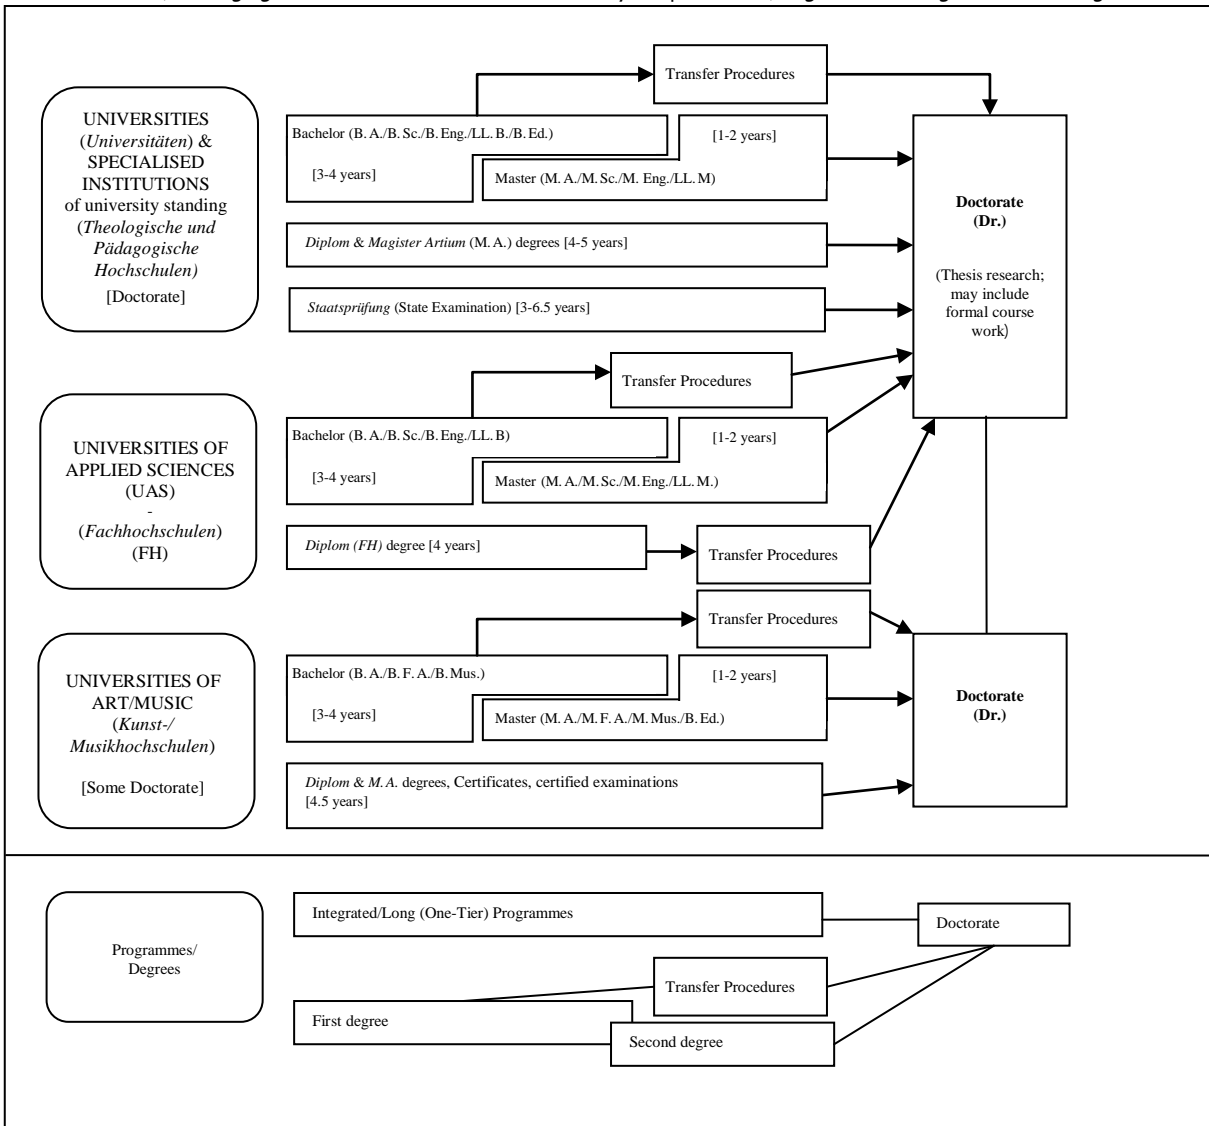 Transfer Procedures
UNIVERSITIES
(Universitäten) &
SPECIALISED
INSTITUTIONS
of university standing
(Theologische und
Pädagogische
Hochschulen)
[Doctorate]
Bachelor (B. A./B. Sc./B. Eng./LL. B./B. Ed.)
[3-4 years]
[1-2 years]
Master (M. A./M. Sc./M. Eng./LL. M)
Diplom & Magister Artium (M. A.) degrees [4-5 years]
Staatsprüfung (State Examination) [3-6.5 years]
Doctorate
(Dr.)
(Thesis research;
may include
formal course
work)
Transfer Procedures
UNIVERSITIES OF
APPLIED SCIENCES
(UAS)
-
(Fachhochschulen)
(FH)
Bachelor (B. A./B. Sc./B. Eng./LL. B)
[3-4 years]
[1-2 years]
Master (M. A./M. Sc./M. Eng./LL. M.)
Diplom (FH) degree [4 years]
Transfer Procedures
Transfer Procedures
UNIVERSITIES OF
ART/MUSIC
(Kunst-/
Musikhochschulen)
[Some Doctorate]
Bachelor (B. A./B. F. A./B. Mus.)
[3-4 years]
[1-2 years]
Master (M. A./M. F. A./M. Mus./B. Ed.)
Diplom & M. A. degrees, Certificates, certified examinations
[4.5 years]
Doctorate
(Dr.)
Programmes/
Degrees
Integrated/Long (One-Tier) Programmes
Doctorate
Transfer Procedures
First degree
Second degree